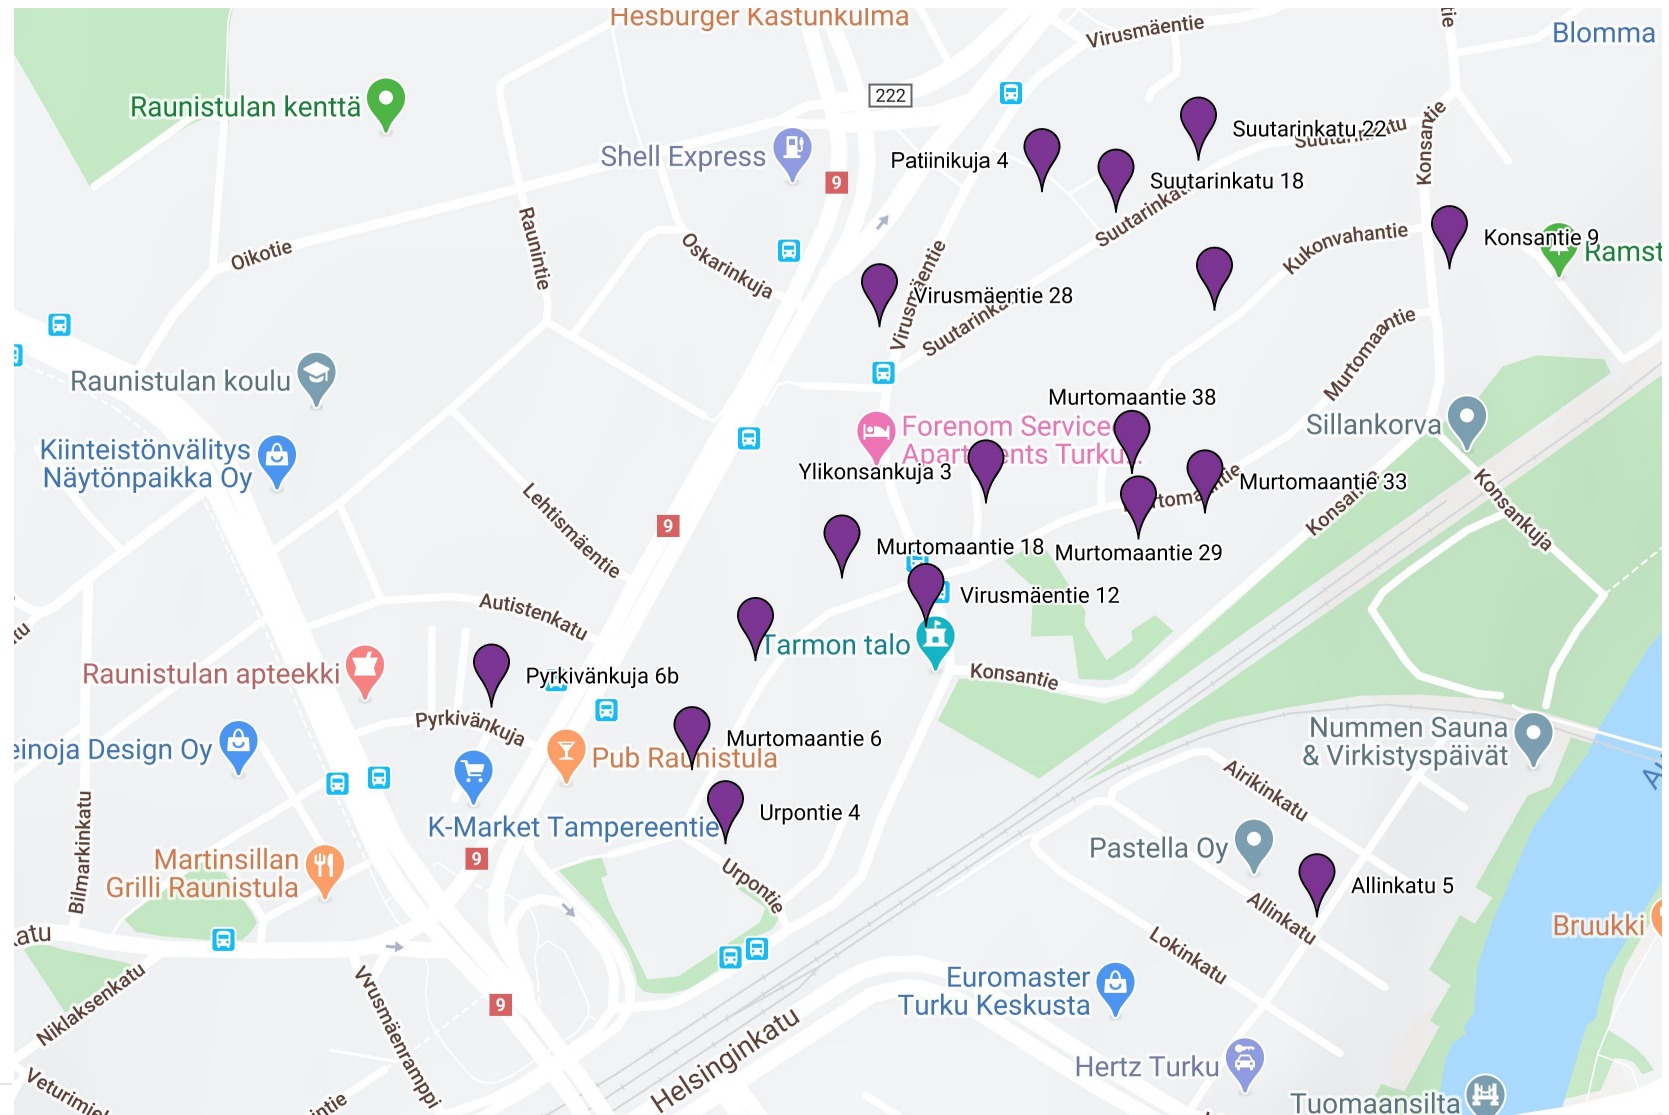 Hesburger Kastunkulma
Virusmäentie
Blomma
Raunistulan kenttä
222
Shell Express
9
Patiinikuja 4
Suutarinkatu 22
Suutarinkatu 18
Konsantie
Raunintie
Oikotie
Oskarinkuja
Virusmäentie
Kukonvahantie
Konsantie 9
Virusmäentie 28
Murtomaantie
Raunistulan koulu
Murtomaantie 38
Forenom Service
Sillankorva
Kiinteistönvälitys
Näytönpaikka Oy
Ylikonsankuja 3
Murtomaantie 33
Lehtismäentie
Konsankuja
9
Murtomaantie 18
Murtomaantie 29
Virusmäentie 12
Autistenkatu
Tarmon talo
Raunistulan apteekki
Pyrkivänkuja 6b
Konsantie
Pyrkivänkuja
einoja Design Oy
Murtomaantie 6
Pub Raunistula
Nummen Sauna
& Virkistyspäivät
Airikinkatu
Urpontie 4
K-Market Tampereentie
9
Bilmarkinkatu
Martinsillan
Grilli Raunistula
Urpontie
Pastella Oy
Allinkatu 5
Allinkatu
Bruukki
Lokinkatu
Niklaksenkatu
Euromaster
Turku Keskusta
9
Helsinginkatu
Hertz Turku
Tuomaansilta